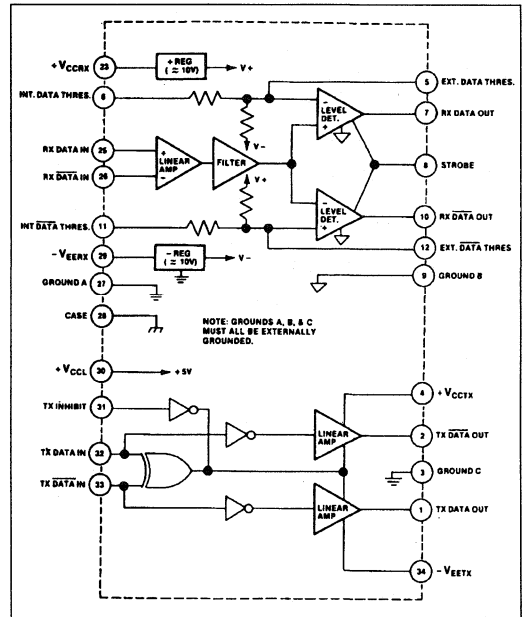 +VCCRX 23
+ REG
( ≈ 10V)
V+
5 EXT. DATA THRES.
INT. DATA THRES. 6
−
LEVEL
DET.
+
7 RX DATA OUT
V−
RX DATA IN 25
+
LINEAR
AMP
−
FILTER
8 STROBE
RX DATA IN 26
V+
−
LEVEL
DET.
+
10 RX DATA OUT
INT DATA THRES. 11
12 EXT. DATA THRES
− VEERX 29
− REG
( ≈ 10V)
V−
9 GROUND B
GROUND A 27
CASE 28
NOTE: GROUNDS A, B, & C
MUST ALL BE EXTERNALLY
GROUNDED.
+VCCL 30
+5V
4 + VCCTX
TX INHIBIT 31
LINEAR
AMP
2 TX DATA OUT
TX DATA IN 32
3 GROUND C
TX DATA IN 33
LINEAR
AMP
1 TX DATA OUT
34 − VEETX